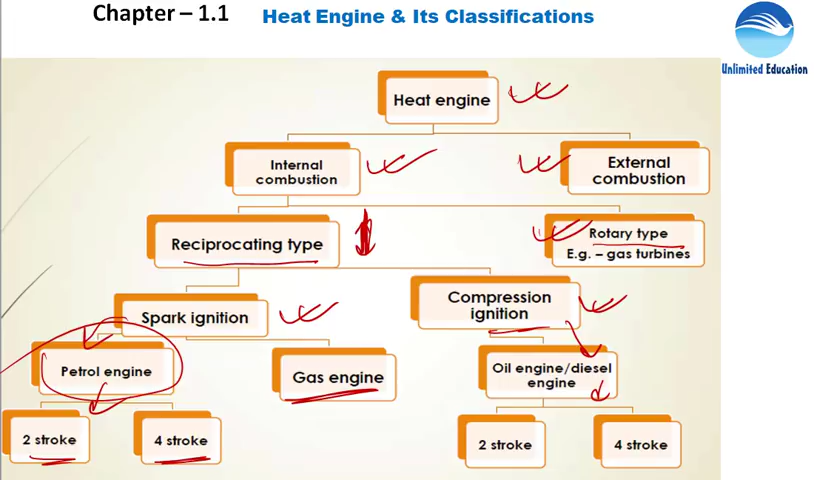 Chapter – 1.1
Heat Engine & Its Classifications
Unlimited Education
Heat engine
Internal
combustion
External
combustion
Reciprocating type
Rotary type
E.g. – gas turbines
Spark ignition
Compression
ignition
Petrol engine
Gas engine
Oil engine/diesel
engine
2 stroke
4 stroke
2 stroke
4 stroke